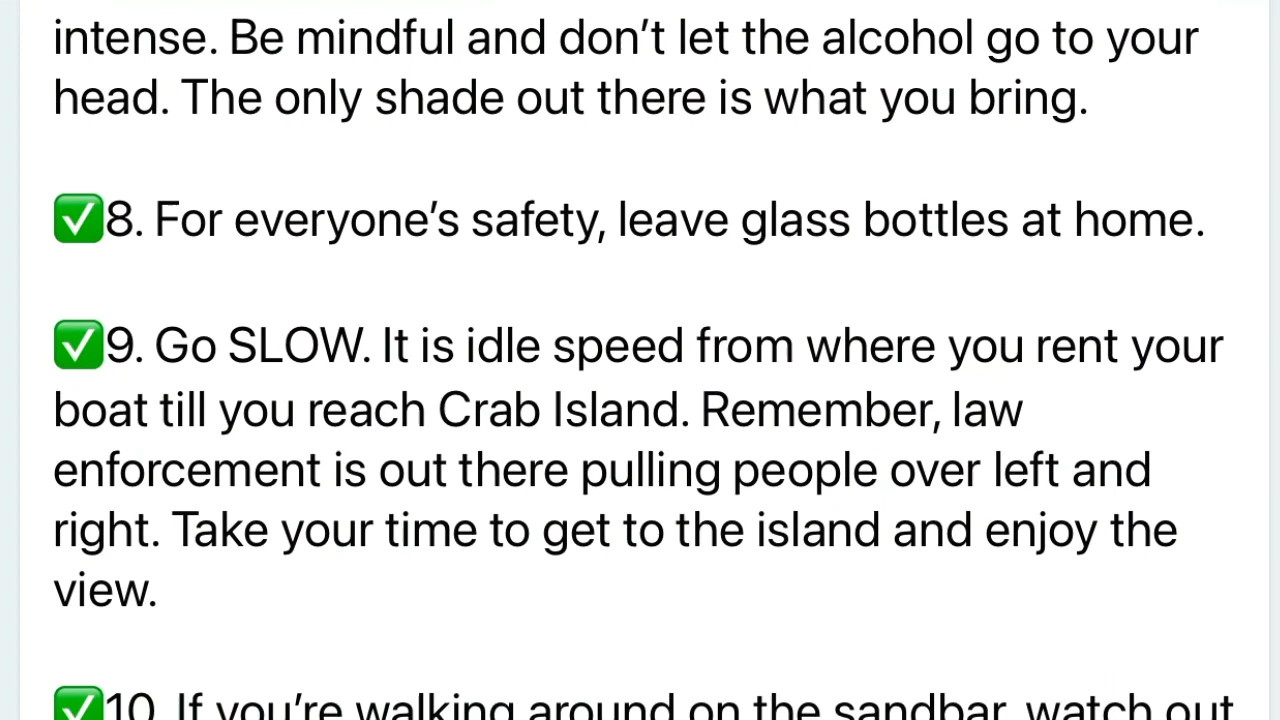 intense. Be mindful and don’t let the alcohol go to your
head. The only shade out there is what you bring.
✅8. For everyone’s safety, leave glass bottles at home.
✅9. Go SLOW. It is idle speed from where you rent your
boat till you reach Crab Island. Remember, law
enforcement is out there pulling people over left and
right. Take your time to get to the island and enjoy the
view.
✅10. If you’re walking around on the sandbar, watch out